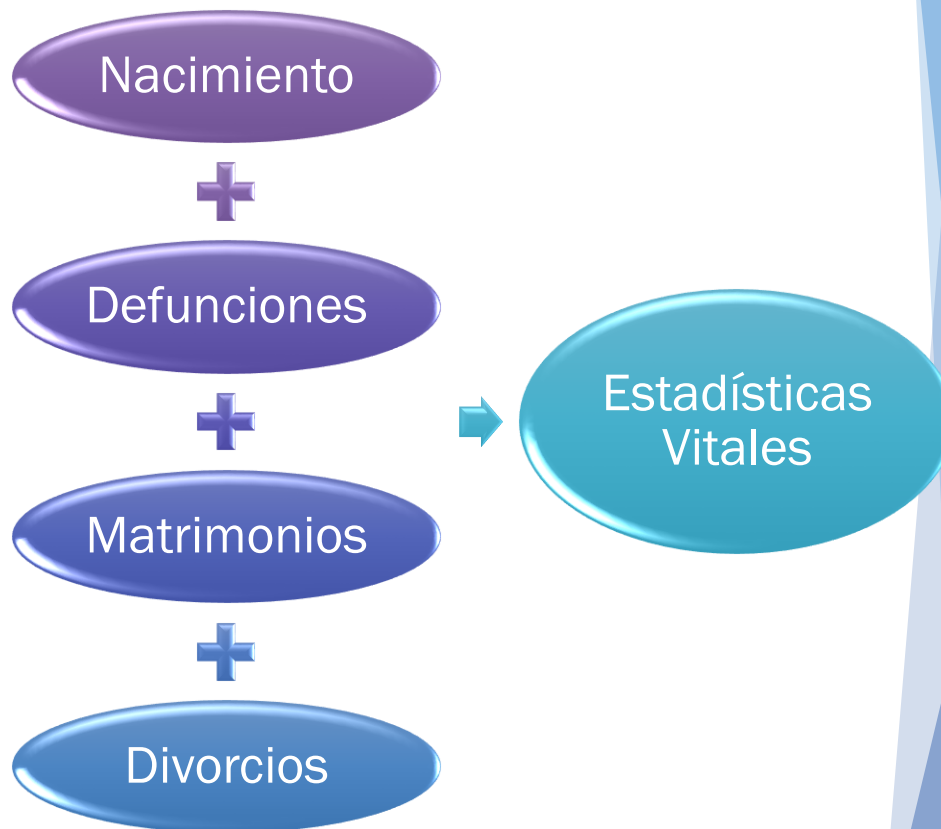 Nacimiento
Defunciones
Matrimonios
Divorcios
Estadísticas
Vitales